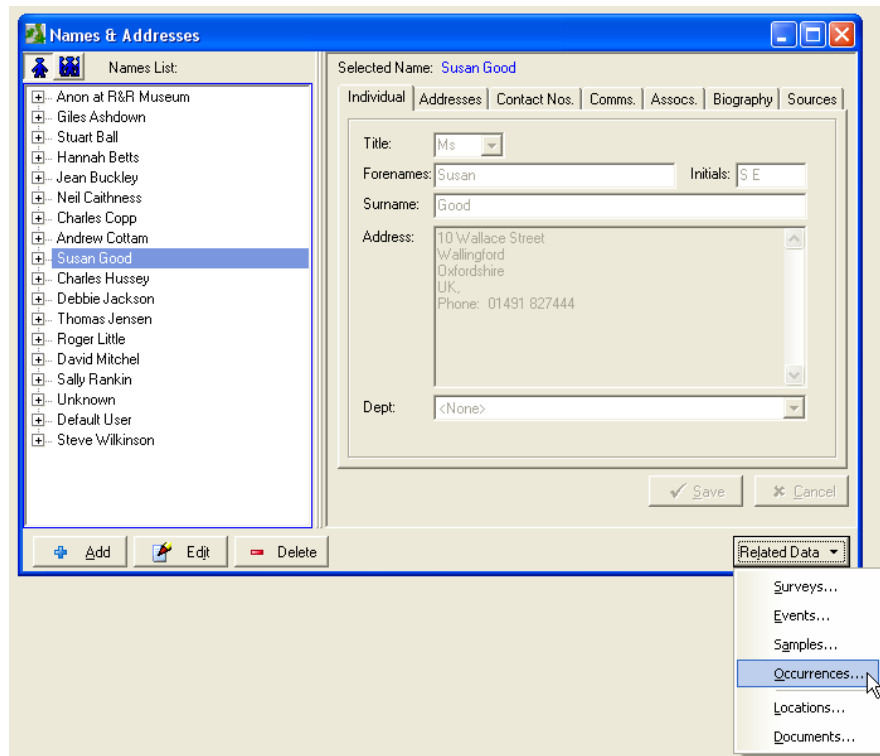 Names & Addresses
Names List:
Anon at R&R Museum
Giles Ashdown
Stuart Ball
Hannah Betts
Jean Buckley
Neil Caithness
Charles Copp
Andrew Cottam
Susan Good
Charles Hussey
Debbie Jackson
Thomas Jensen
Roger Little
David Mitchel
Sally Rankin
Unknown
Default User
Steve Wilkinson
Selected Name: Susan Good
Individual Addresses Contact Nos. Comms. Assocs. Biography Sources
Title: Ms
Forenames: Susan Initials: S E
Surname: Good
Address: 10 Wallace Street
Wallingford
Oxfordshire
UK,
Phone: 01491 827444
Dept: <None>
Save Cancel
Add Edit Delete Related Data
Surveys...
Events...
Samples...
Occurrences...
Locations...
Documents...